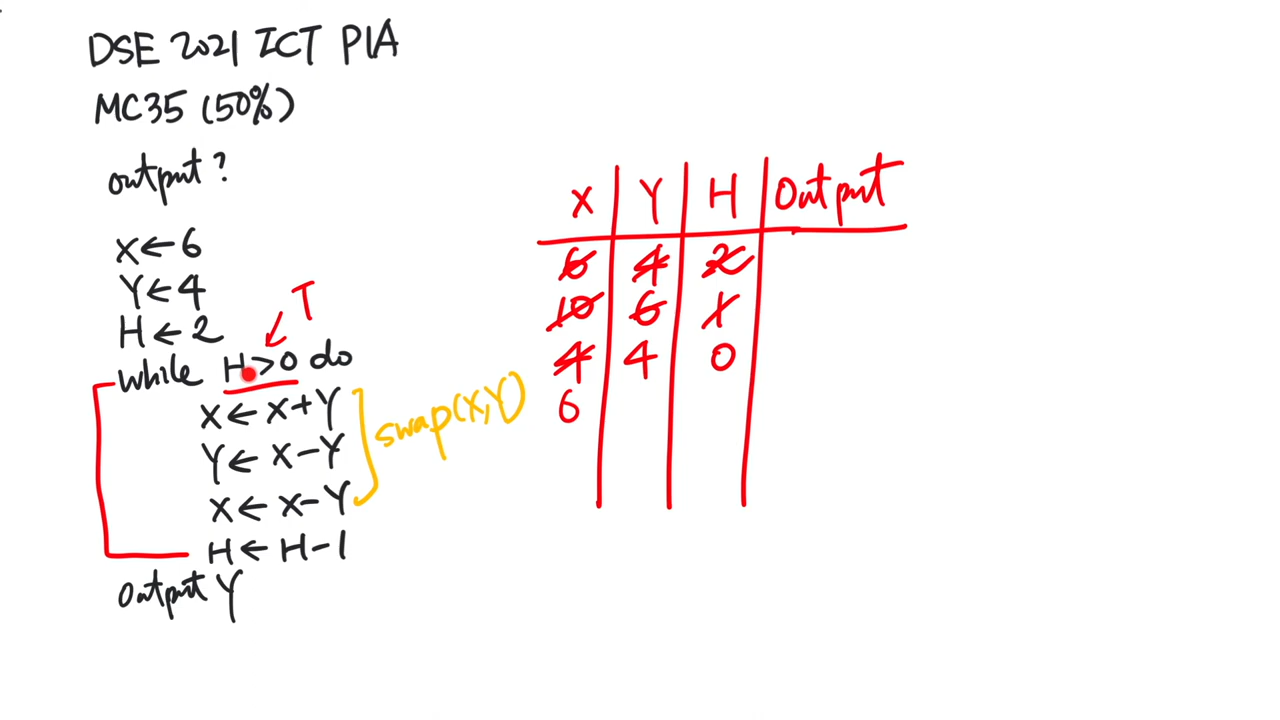 DSE 2021 ICT P1A
MC35 (50%)
output?
X←6
Y←4
H←2
T
while H>0 do
X←X+Y
Y←X-Y
X←X-Y
H←H-1
Output Y
swap(X,Y)
X Y H Output
6 4 2
10 6 1
4 4 0
6